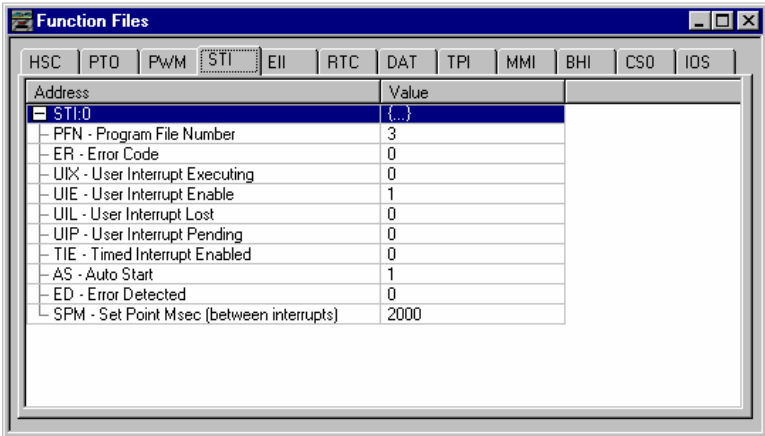 Function Files
HSC PTO PWM STI EII RTC DAT TPI MMI BHI CS0 IOS
Address Value
STI:0 {...}
PFN - Program File Number 3
ER - Error Code 0
UIX - User Interrupt Executing 0
UIE - User Interrupt Enable 1
UIL - User Interrupt Lost 0
UIP - User Interrupt Pending 0
TIE - Timed Interrupt Enabled 0
AS - Auto Start 1
ED - Error Detected 0
SPM - Set Point Msec (between interrupts) 2000